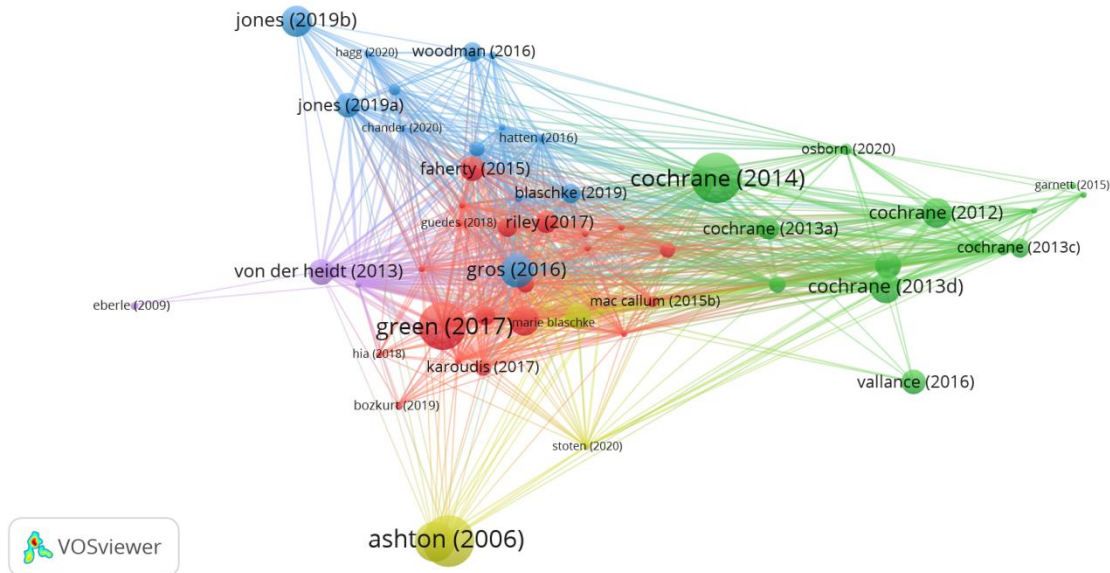 jones (2019b)
hagg (2020)
woodman (2016)
jones (2019a)
chander (2020)
hatten (2016)
osborn (2020)
faherty (2015)
cochrane (2014)
garnett (2015)
blaschke (2019)
guedes (2018)
riley (2017)
cochrane (2012)
cochrane (2013a)
cochrane (2013c)
von der heidt (2013)
gros (2016)
cochrane (2013d)
eberle (2009)
mac callum (2015b)
green (2017)
marie blaschke
hia (2018)
karoudis (2017)
vallance (2016)
bozkurt (2019)
stoten (2020)
ashton (2006)
VOSviewer